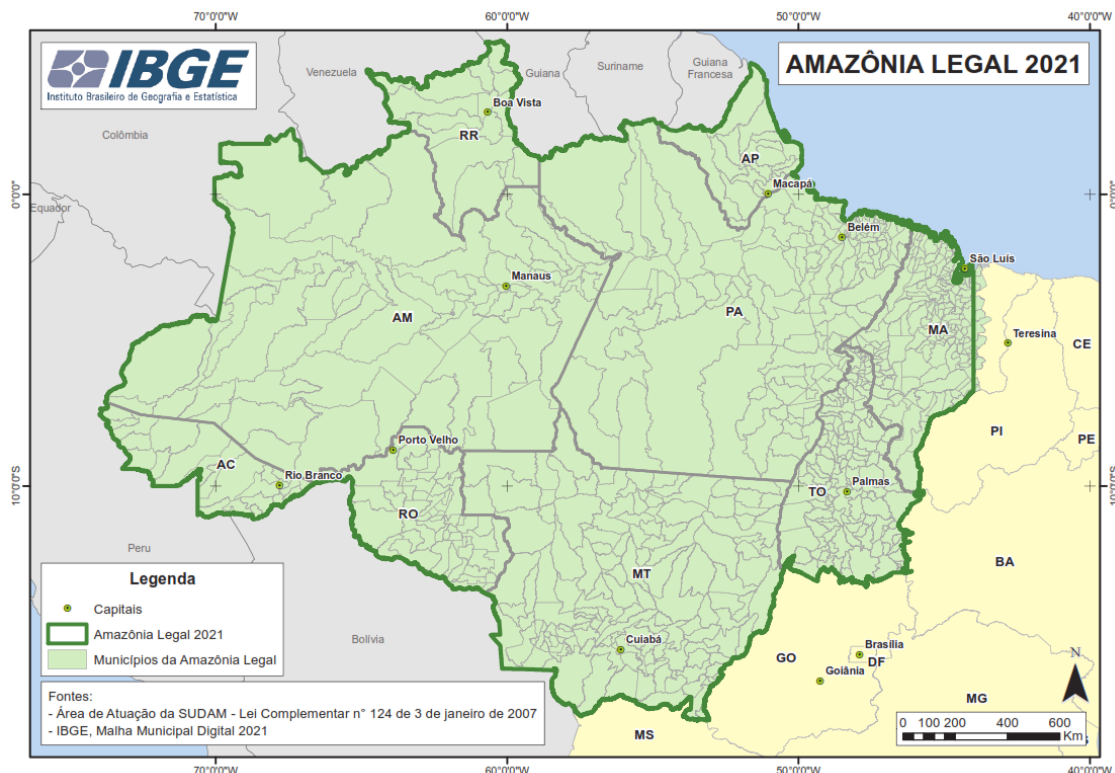 70°0'0"W 60°0'0"W 50°0'0"W 40°0'0"W
IBGE
Instituto Brasileiro de Geografia e Estatística
AMAZÔNIA LEGAL 2021
Venezuela
Guiana
Suriname
Guiana
Francesa
Boa Vista
Colômbia
RR
AP
Macapá
0°0'0"
0°0'0"
Equador
Belém
São Luís
Manaus
AM
PA
MA
Teresina
CE
PI
PE
Porto Velho
AC
Rio Branco
TO
Palmas
10°0'0"S
10°0'0"S
RO
Peru
MT
BA
Legenda
Capitais
Amazônia Legal 2021
Municípios da Amazônia Legal
Bolívia
Cuiabá
GO
Brasília
DF
Goiânia
N
MG
MS
Fontes:
- Área de Atuação da SUDAM - Lei Complementar n° 124 de 3 de janeiro de 2007
- IBGE, Malha Municipal Digital 2021
0 100 200 400 600
Km
70°0'0"W 60°0'0"W 50°0'0"W 40°0'0"W